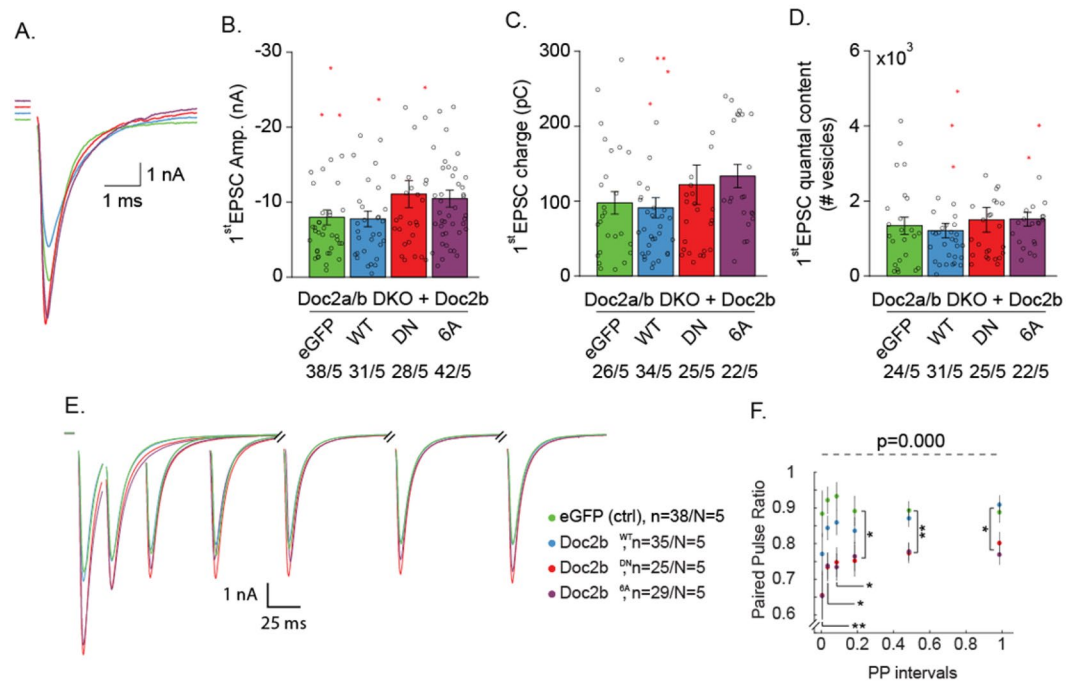 A.
1 nA
1 ms
B.
1st EPSC Amp. (nA)
-30
-20
-10
0
Doc2a/b DKO + Doc2b
eGFP
WT
DN
6A
38/5 31/5 28/5 42/5
C.
1st EPSC charge (pC)
300
200
100
0
Doc2a/b DKO + Doc2b
eGFP
WT
DN
6A
26/5 34/5 25/5 22/5
D.
1st EPSC quantal content
(# vesicles)
x10³
6
4
2
0
Doc2a/b DKO + Doc2b
eGFP
WT
DN
6A
24/5 31/5 25/5 22/5
E.
1 nA
25 ms
eGFP (ctrl), n=38/N=5
Doc2b WT, n=35/N=5
Doc2b DN, n=25/N=5
Doc2b 6A, n=29/N=5
F.
p=0.000
Paired Pulse Ratio
1
0.9
0.8
0.7
0.6
*
**
*
*
*
**
0 0.2 0.4 0.6 0.8 1
PP intervals